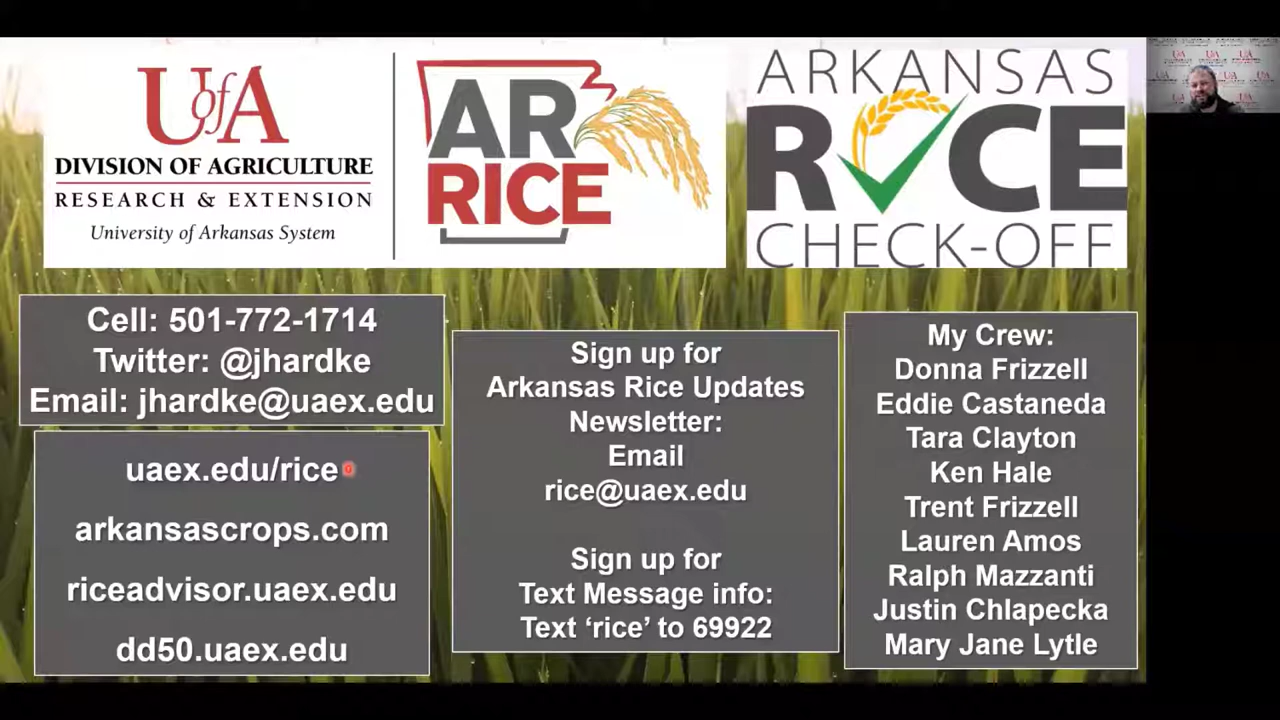 UofA
DIVISION OF AGRICULTURE
RESEARCH & EXTENSION
University of Arkansas System
AR
RICE
ARKANSAS
RICE
CHECK-OFF
Cell: 501-772-1714
Twitter: @jhardke
Email: jhardke@uaex.edu
uaex.edu/rice
arkansascrops.com
riceadvisor.uaex.edu
dd50.uaex.edu
Sign up for
Arkansas Rice Updates
Newsletter:
Email
rice@uaex.edu
Sign up for
Text Message info:
Text ‘rice’ to 69922
My Crew:
Donna Frizzell
Eddie Castaneda
Tara Clayton
Ken Hale
Trent Frizzell
Lauren Amos
Ralph Mazzanti
Justin Chlapecka
Mary Jane Lytle